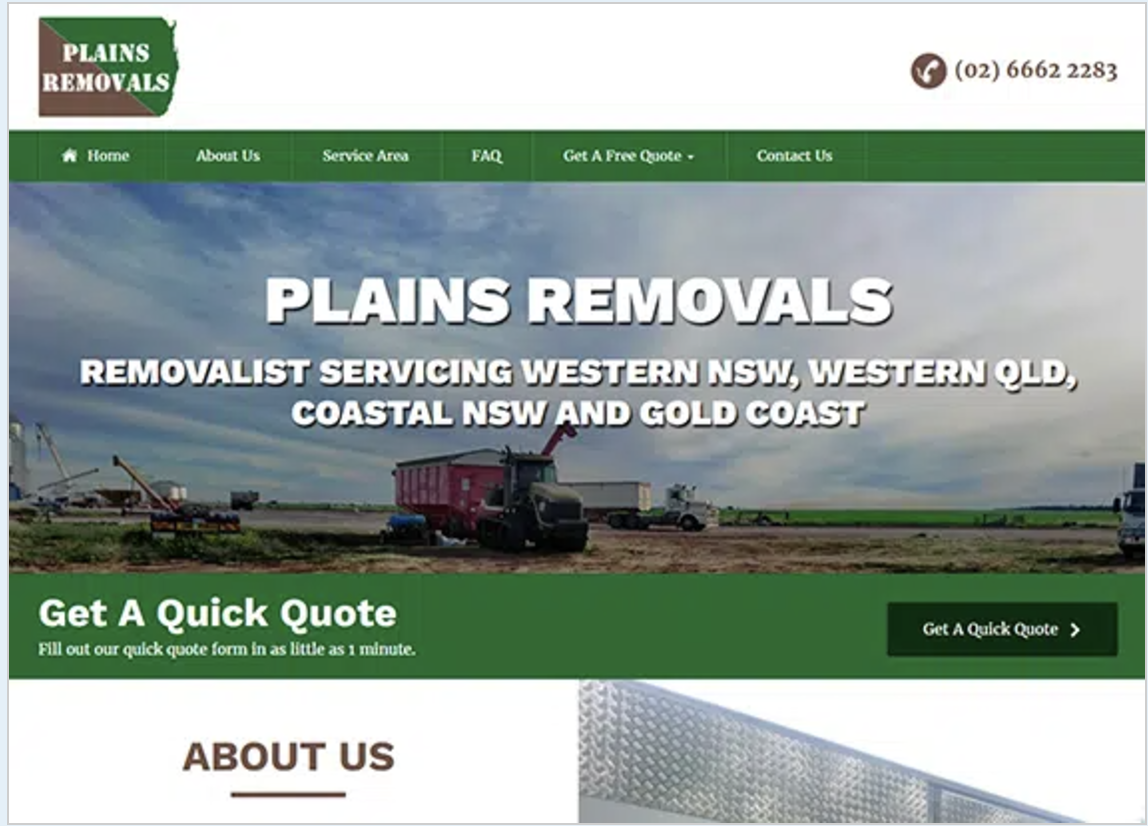 PLAINS
REMOVALS
(02) 6662 2283
Home About Us Service Area FAQ Get A Free Quote Contact Us
PLAINS REMOVALS
REMOVALIST SERVICING WESTERN NSW, WESTERN QLD,
COASTAL NSW AND GOLD COAST
Get A Quick Quote
Fill out our quick quote form in as little as 1 minute.
Get A Quick Quote
ABOUT US